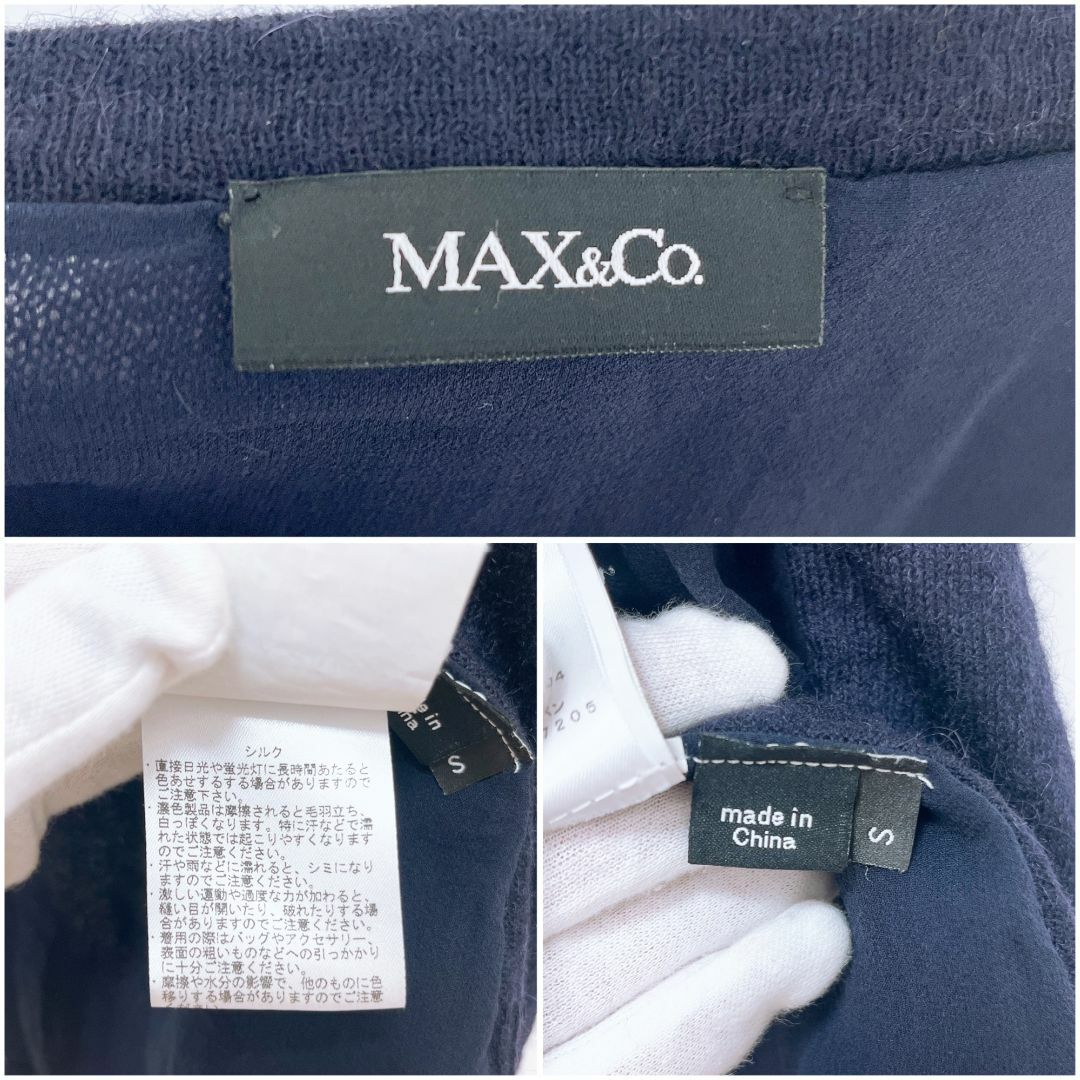 MAX&Co.
シルク
・直接日光や蛍光灯に長時間あたると
色あせするする場合がありますので
ご注意下さい。
・濃色製品は摩擦されると毛羽立ち、
白っぽくなります。特に汗などで濡
れた状態では起こりやすくなります
のでご注意ください。
・汗や雨などに濡れると、シミになり
ますのでご注意ください。
・激しい運動や過度な力が加わると、
縫い目が開いたり、破れたりする場
合がありますのでご注意ください。
・着用の際はバッグやアクセサリー、
表面の粗いものなどへの引っかかり
に十分ご注意ください。
・摩擦や水分の影響で、他のものに色
移りする場合がありますのでご注意
ください。
S
made in
China
S